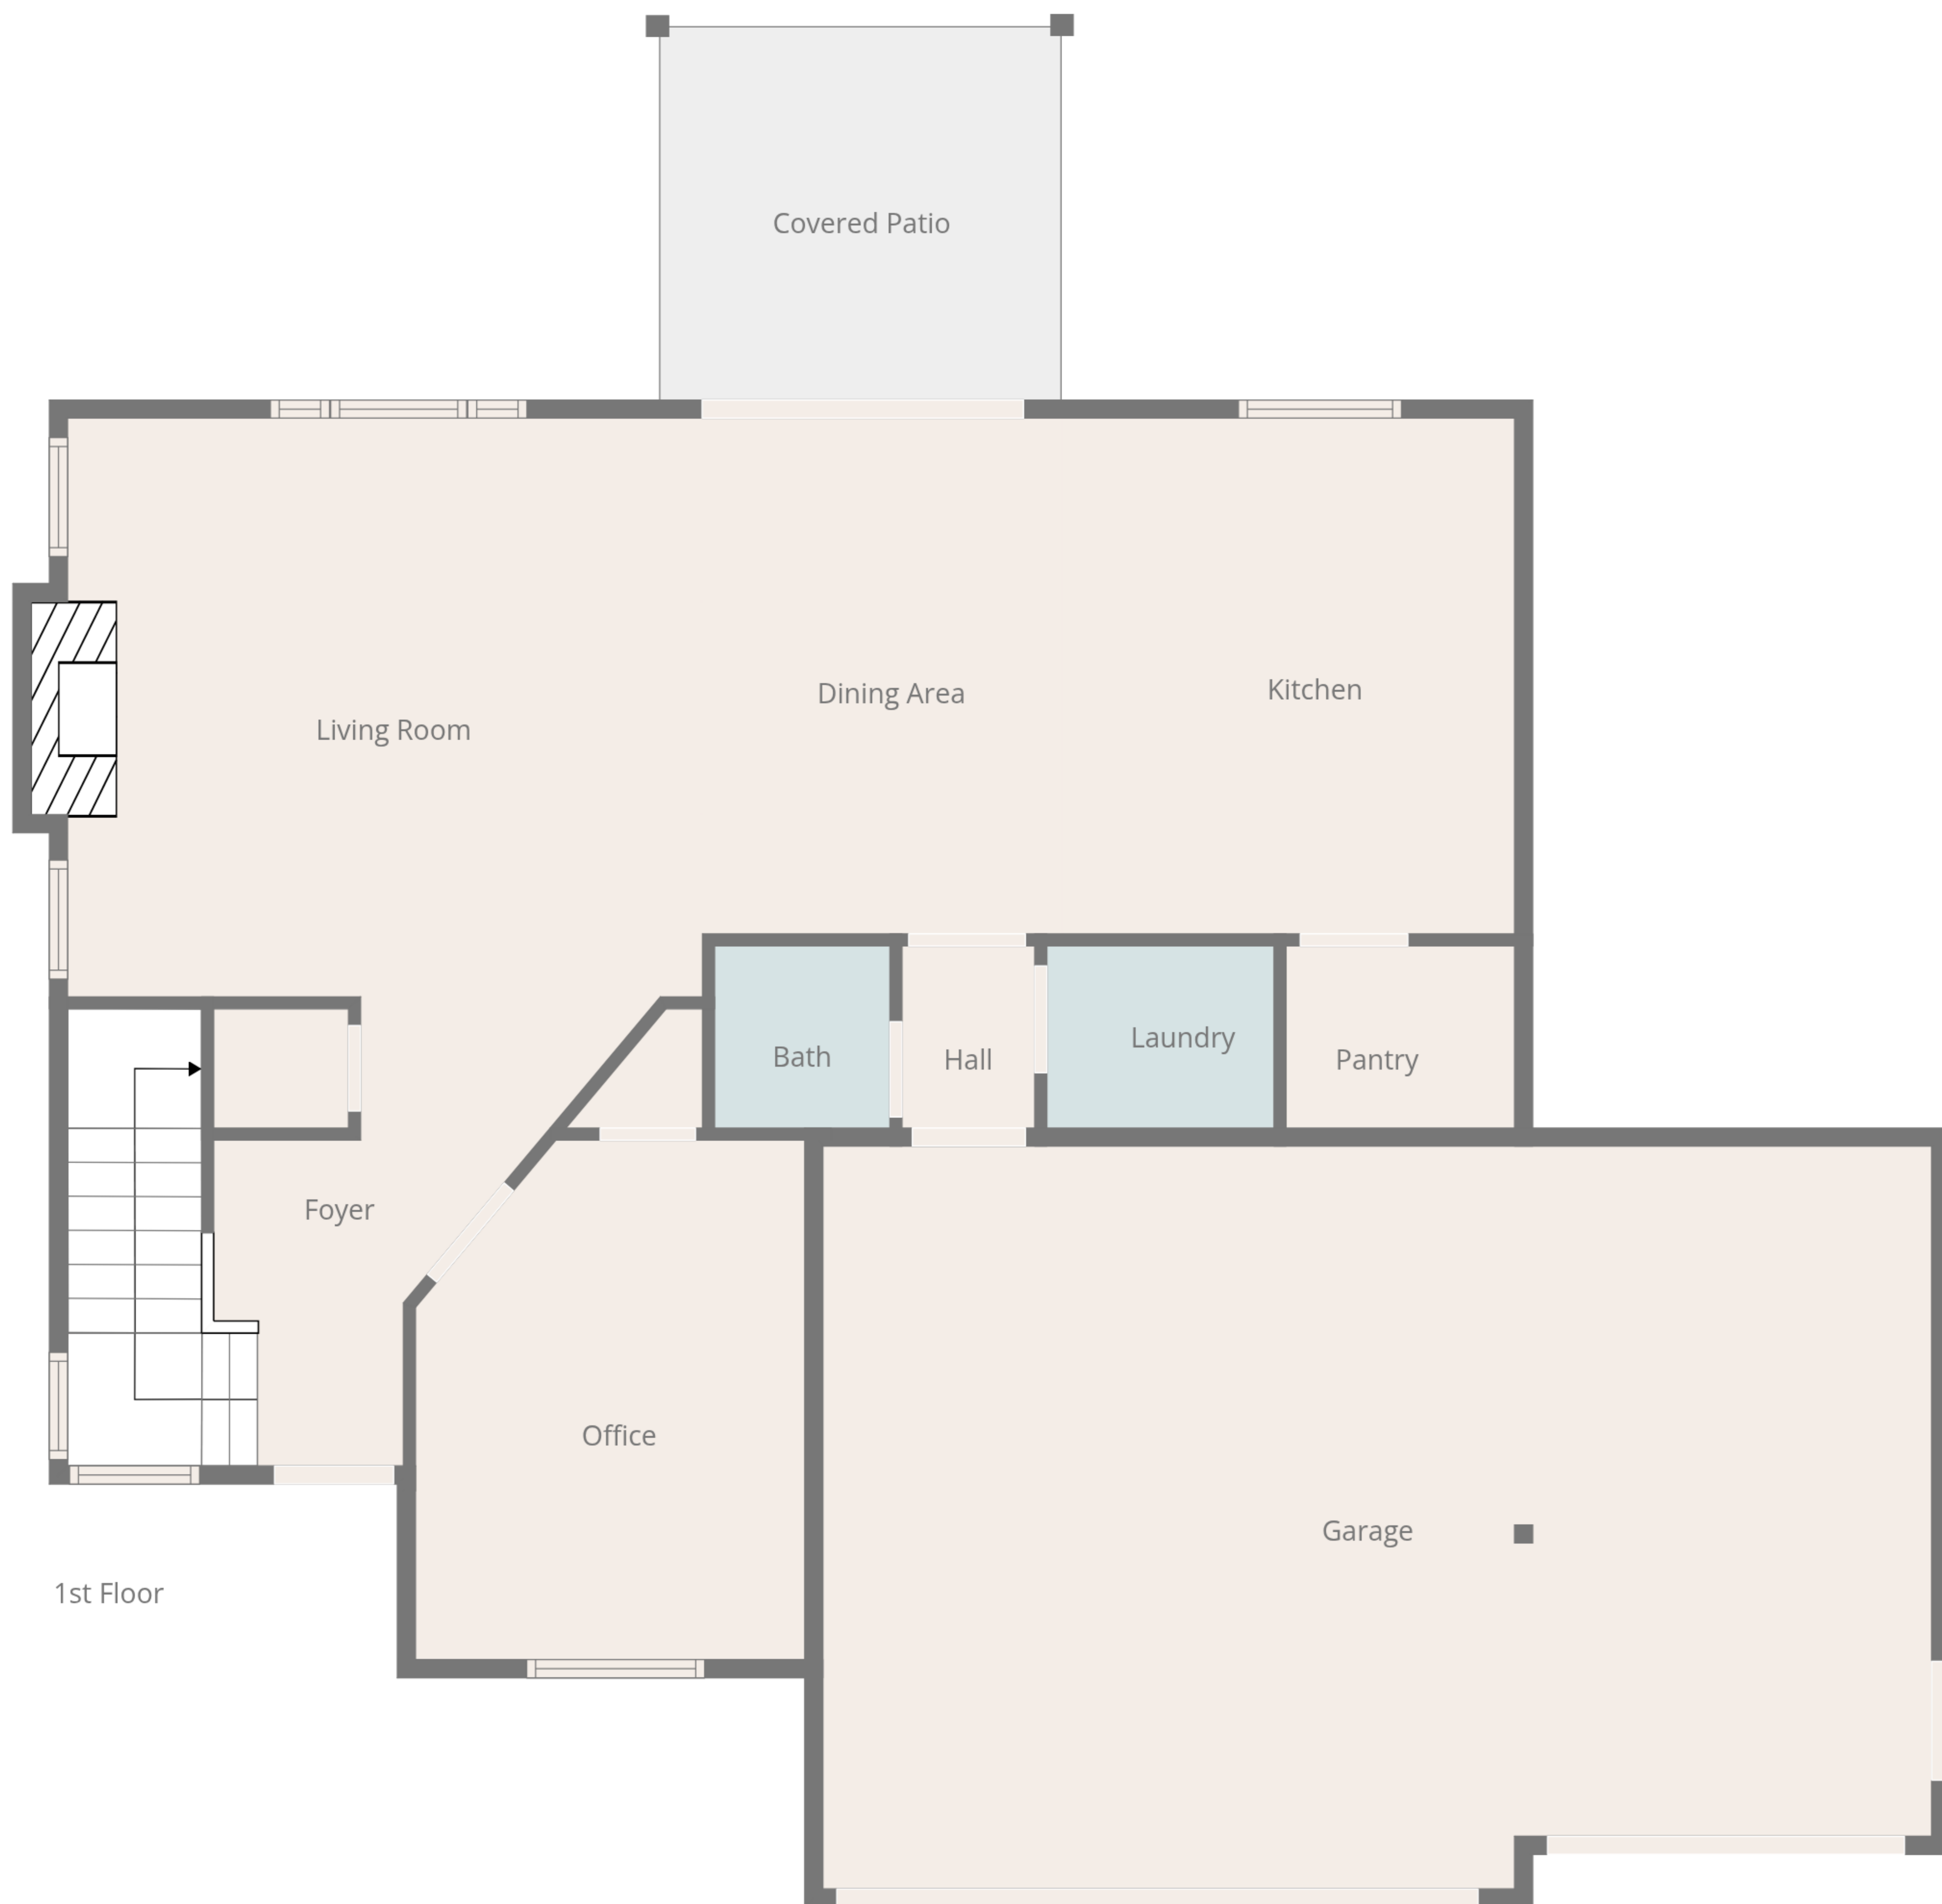 Covered Patio
Living Room
Dining Area
Kitchen
Bath
Hall
Laundry
Pantry
Foyer
Office
Garage
1st Floor